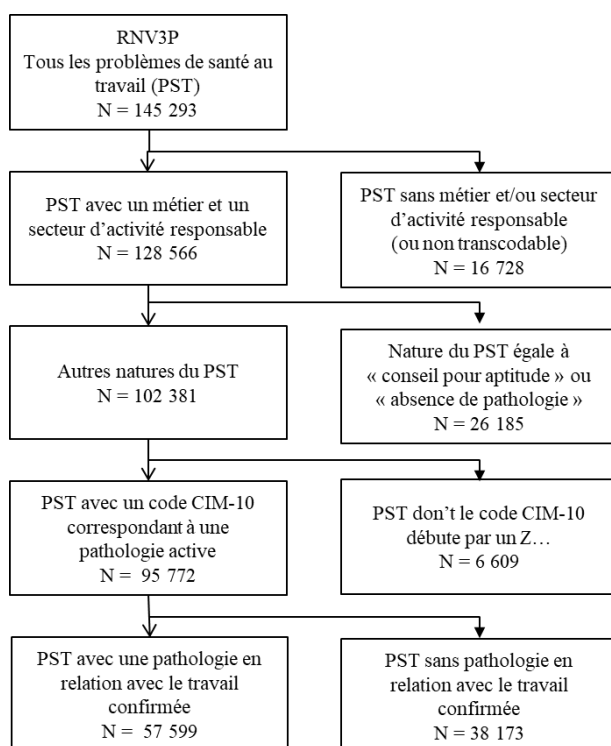 RNV3P
Tous les problèmes de santé au
travail (PST)
N = 145 293
PST avec un métier et un
secteur d’activité responsable
N = 128 566
PST sans métier et/ou secteur
d’activité responsable
(ou non transcodable)
N = 16 728
Autres natures du PST
N = 102 381
Nature du PST égale à
« conseil pour aptitude » ou
« absence de pathologie »
N = 26 185
PST avec un code CIM-10
correspondant à une
pathologie active
N =  95 772
PST don’t le code CIM-10
débute par un Z…
N = 6 609
PST avec une pathologie en
relation avec le travail
confirmée
N =  57 599
PST sans pathologie en
relation avec le travail
confirmée
N = 38 173